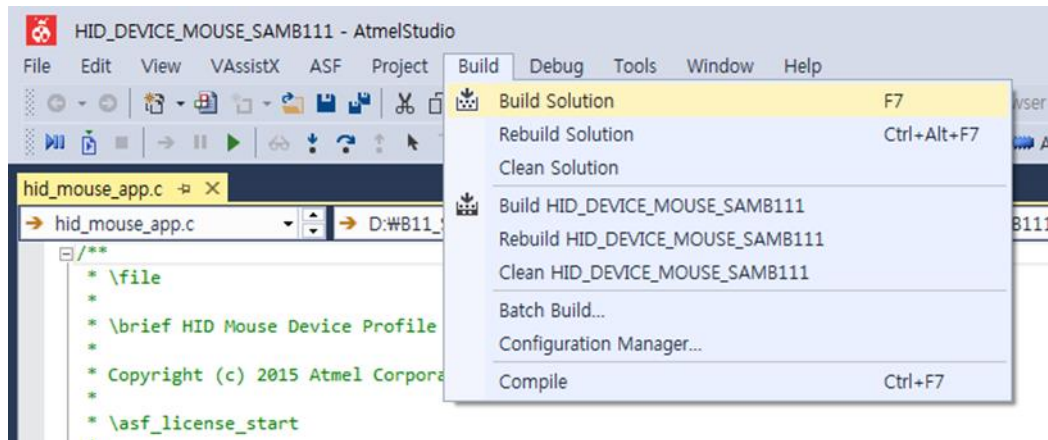 HID_DEVICE_MOUSE_SAMB111 - AtmelStudio
File Edit View VAssistX ASF Project Build Debug Tools Window Help
Build Solution F7
Rebuild Solution Ctrl+Alt+F7
Clean Solution
Build HID_DEVICE_MOUSE_SAMB111
Rebuild HID_DEVICE_MOUSE_SAMB111
Clean HID_DEVICE_MOUSE_SAMB111
Batch Build...
Configuration Manager...
Compile Ctrl+F7
hid_mouse_app.c
hid_mouse_app.c D:₩B11_
/**
* \file
*
* \brief HID Mouse Device Profile
*
* Copyright (c) 2015 Atmel Corpora
*
* \asf_license_start